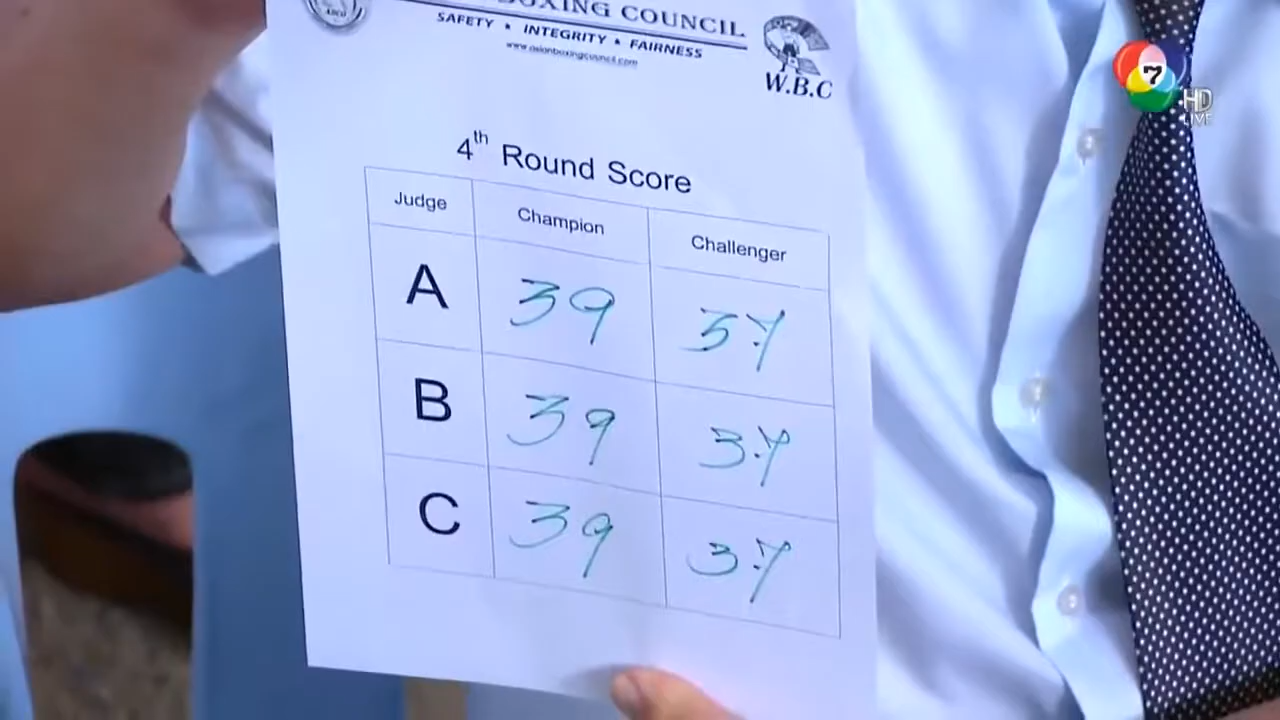 BOXING COUNCIL
SAFETY * INTEGRITY * FAIRNESS
www.asianboxingcouncil.com
W.B.C
7
HD
LIVE
4th Round Score
Judge Champion Challenger
A 39 37
B 39 37
C 39 37